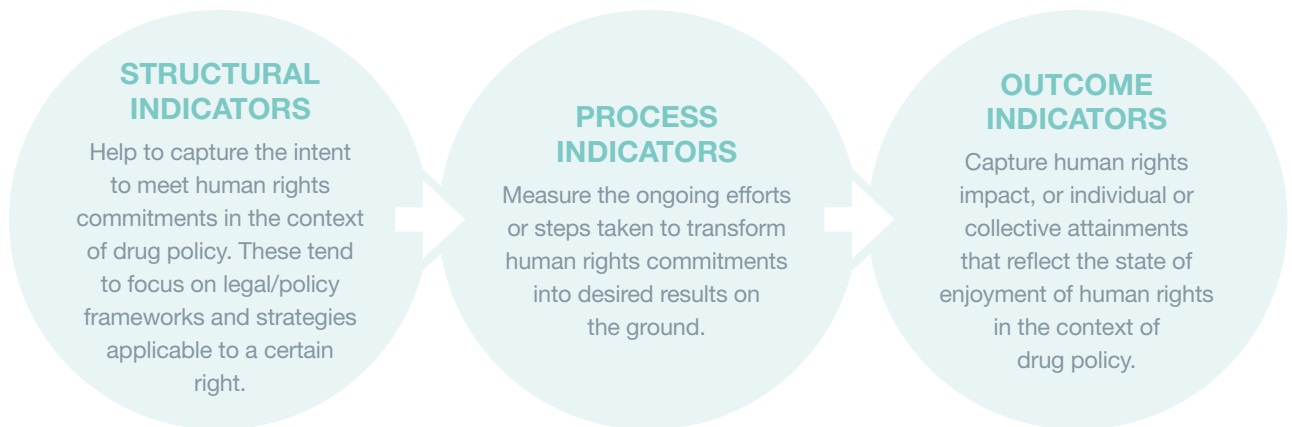 STRUCTURAL
INDICATORS
Help to capture the intent
to meet human rights
commitments in the context
of drug policy. These tend
to focus on legal/policy
frameworks and strategies
applicable to a certain
right.
PROCESS
INDICATORS
Measure the ongoing efforts
or steps taken to transform
human rights commitments
into desired results on
the ground.
OUTCOME
INDICATORS
Capture human rights
impact, or individual or
collective attainments
that reflect the state of
enjoyment of human rights
in the context of
drug policy.